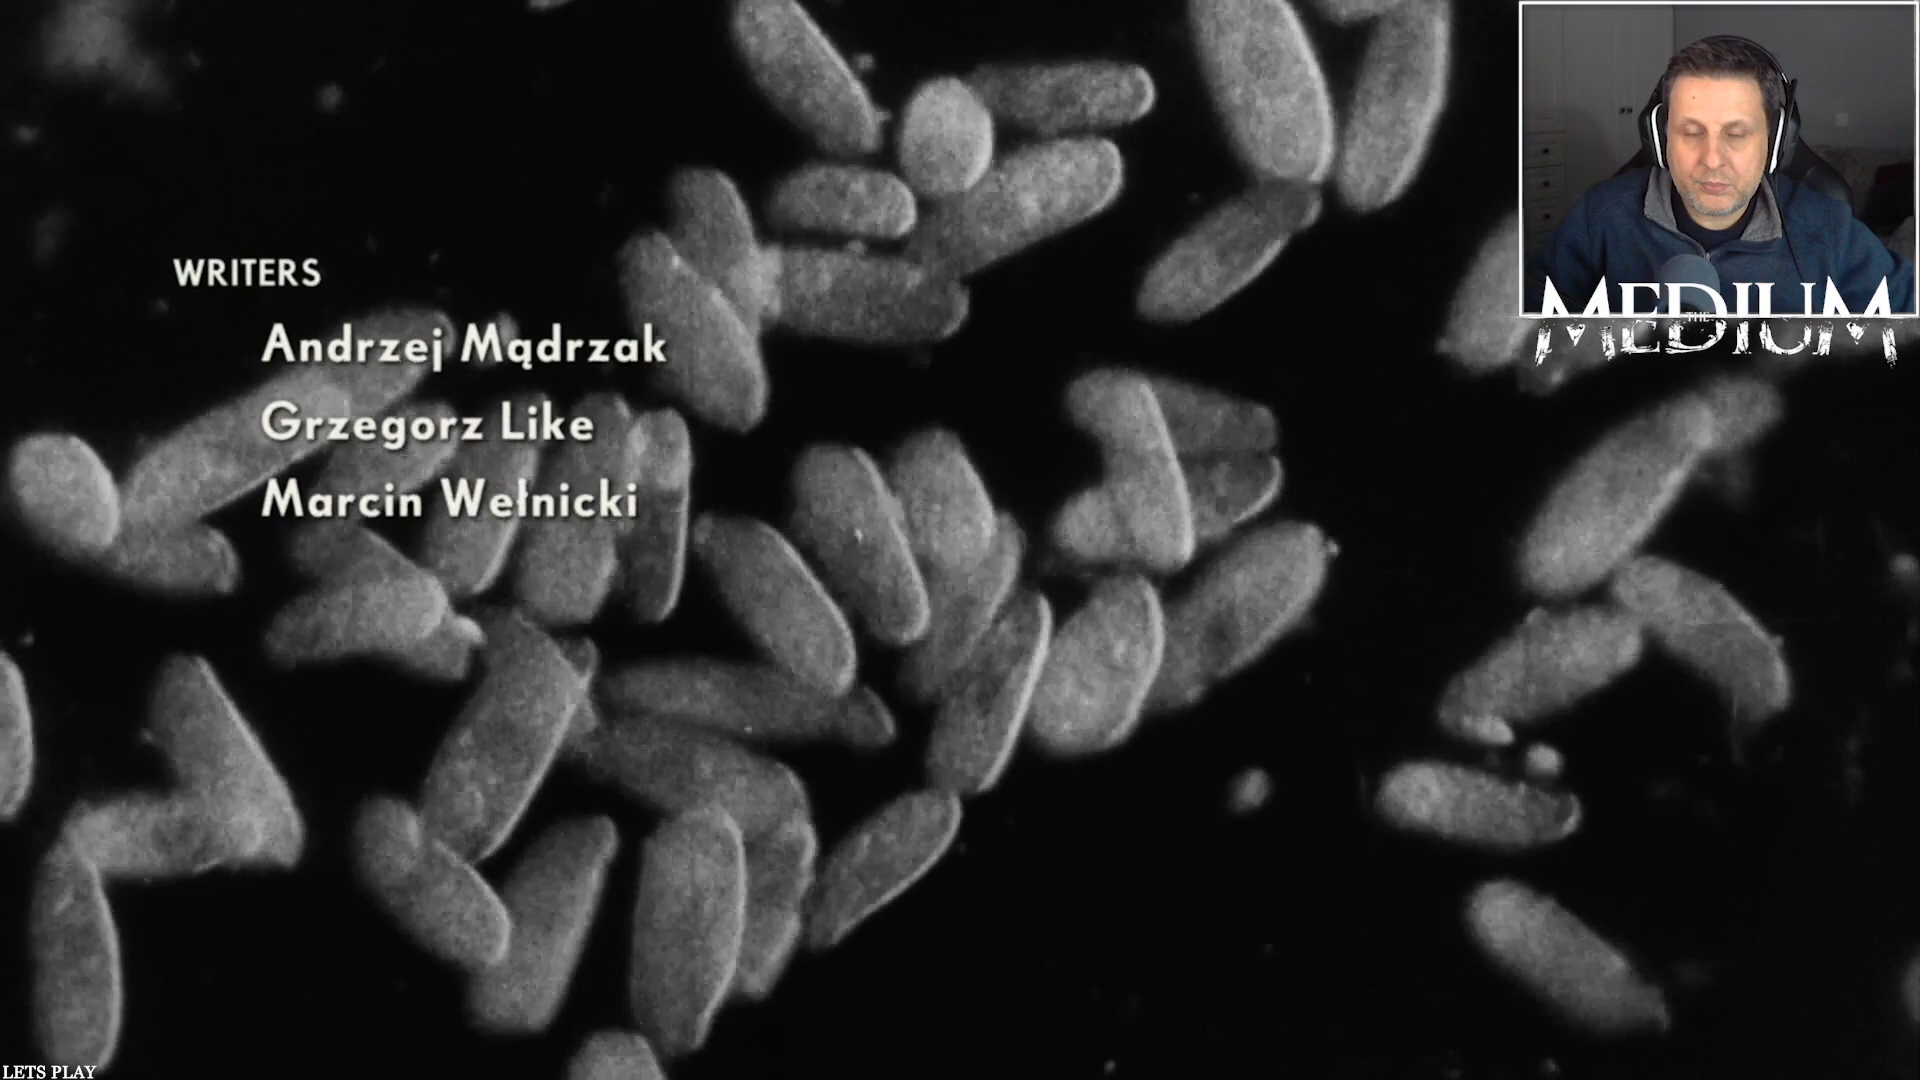 WRITERS
Andrzej Mądrzak
Grzegorz Like
Marcin Wełnicki
THE
MEDIUM
LETS PLAY